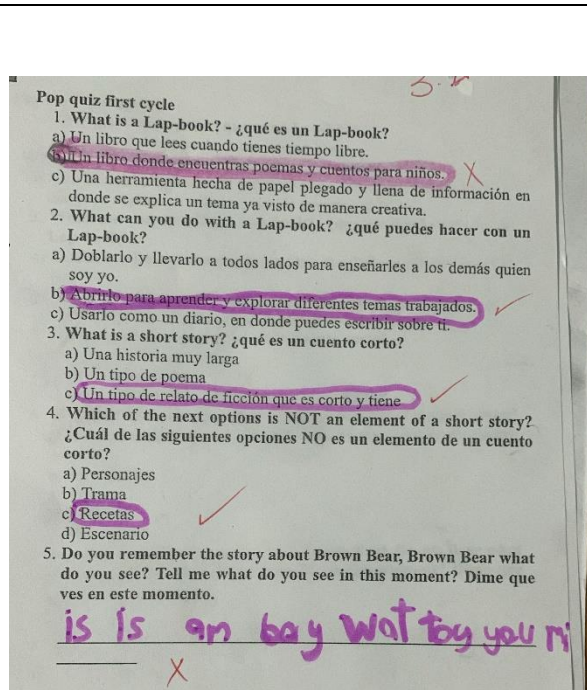 Pop quiz first cycle
1. What is a Lap-book? - ¿qué es un Lap-book?
a) Un libro que lees cuando tienes tiempo libre.
b) Un libro donde encuentras poemas y cuentos para niños.
c) Una herramienta hecha de papel plegado y llena de información en
donde se explica un tema ya visto de manera creativa.
2. What can you do with a Lap-book? ¿qué puedes hacer con un
Lap-book?
a) Doblarlo y llevarlo a todos lados para enseñarles a los demás quien
soy yo.
b) Abrirlo para aprender y explorar diferentes temas trabajados.
c) Usarlo como un diario, en donde puedes escribir sobre ti.
3. What is a short story? ¿qué es un cuento corto?
a) Una historia muy larga
b) Un tipo de poema
c) Un tipo de relato de ficción que es corto y tiene
4. Which of the next options is NOT an element of a short story?
¿Cuál de las siguientes opciones NO es un elemento de un cuento
corto?
a) Personajes
b) Trama
c) Recetas
d) Escenario
5. Do you remember the story about Brown Bear, Brown Bear what
do you see? Tell me what do you see in this moment? Dime que
ves en este momento.
is is an bay wat toy you mi